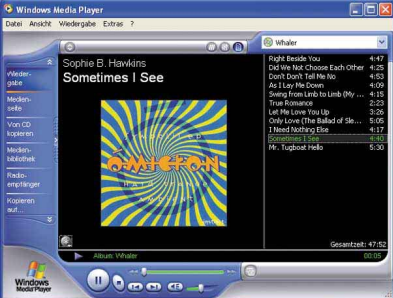 Windows Media Player
Datei Ansicht Wiedergabe Extras ?
Wieder-
gabe
Medien-
seite
Von CD
kopieren
Medien-
bibliothek
Radio-
empfänger
Kopieren
auf...
Sophie B. Hawkins
Sometimes I See
OMICRON
Whaler
Right Beside You 4:47
Did We Not Choose Each Other 4:25
Don't Don't Tell Me No 4:53
As I Lay Me Down 4:09
Swing from Limb to Limb (My ... 4:15
True Romance 2:23
Let Me Love You Up 3:26
Only Love (The Ballad of Sle... 5:05
I Need Nothing Else 4:17
Sometimes I See 4:40
Mr. Tugboat Hello 5:30
Gesamtzeit: 47:52
Album: Whaler 00:05
Windows
Media Player